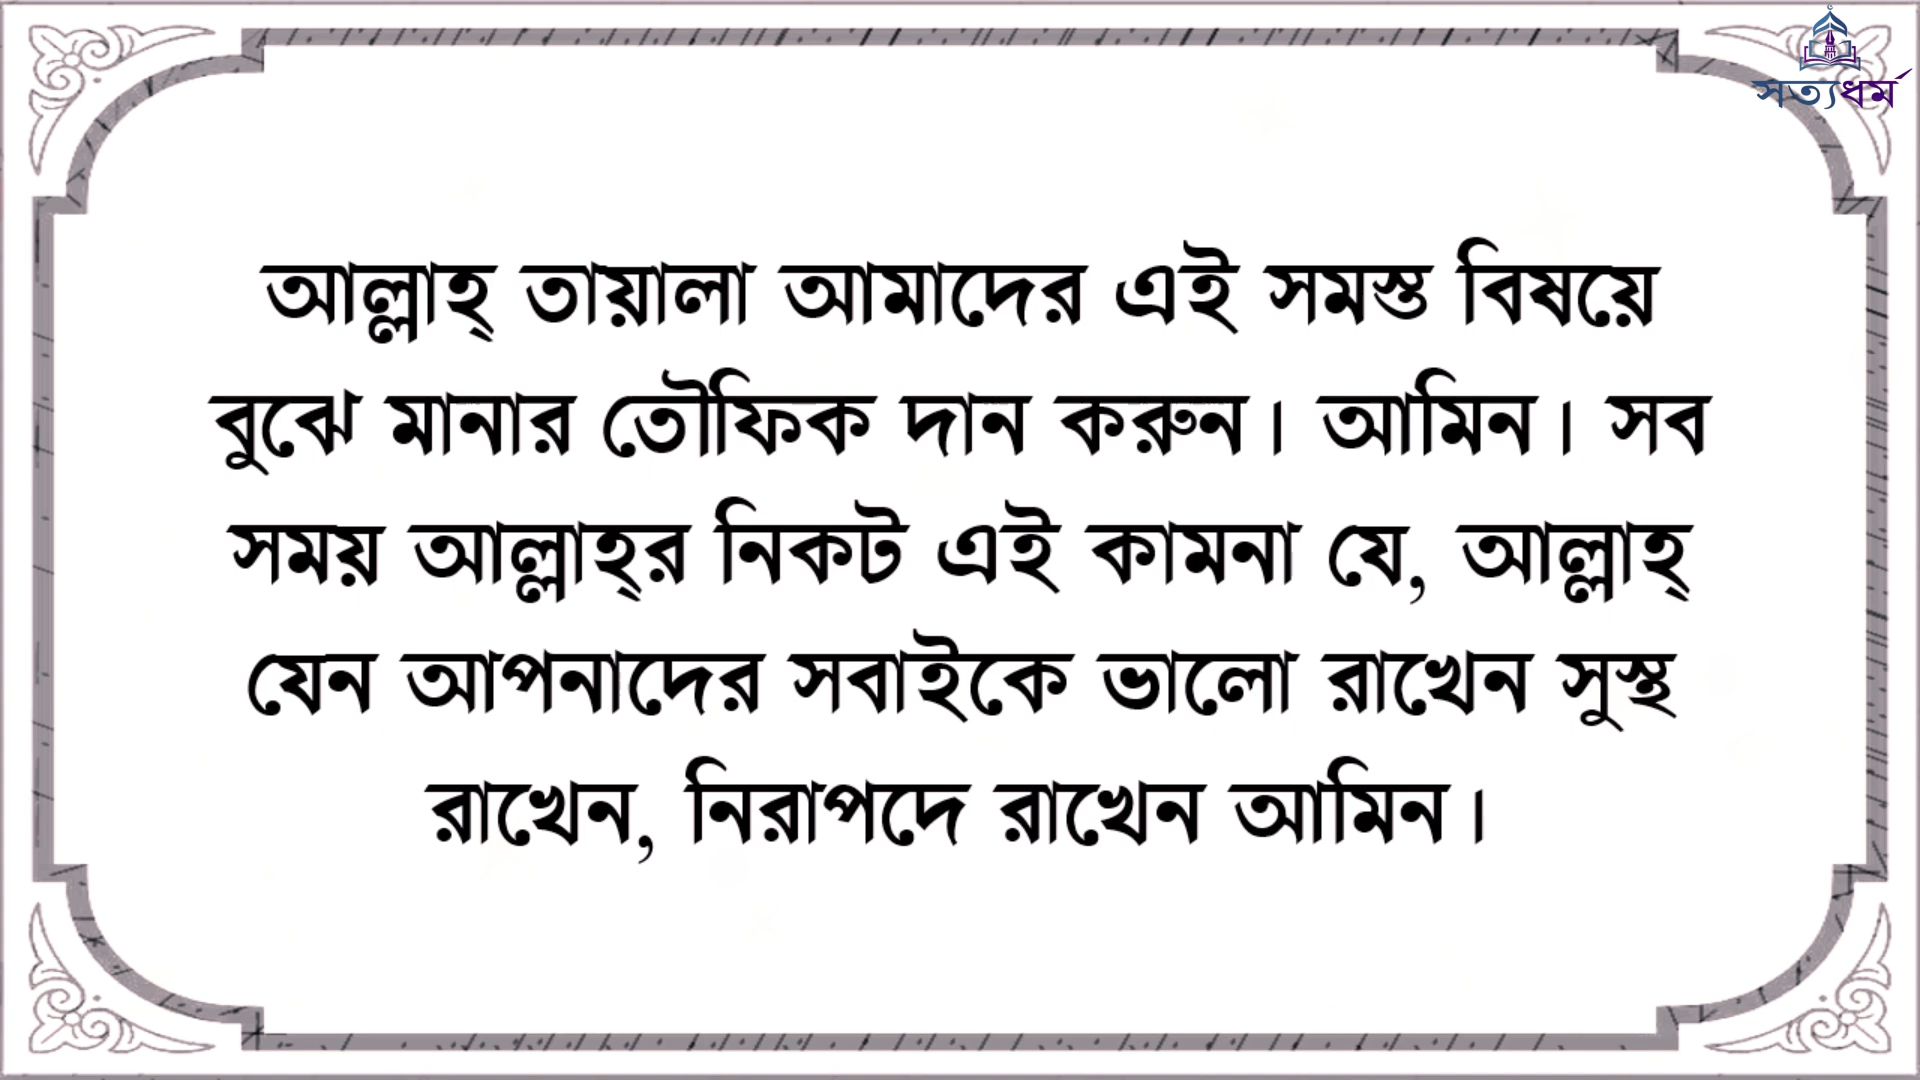 সত্যধর্ম
আল্লাহ্ তায়ালা আমাদের এই সমস্ত বিষয়ে
বুঝে মানার তৌফিক দান করুন। আমিন। সব
সময় আল্লাহ্‌র নিকট এই কামনা যে, আল্লাহ্
যেন আপনাদের সবাইকে ভালো রাখেন সুস্থ
রাখেন, নিরাপদে রাখেন আমিন।